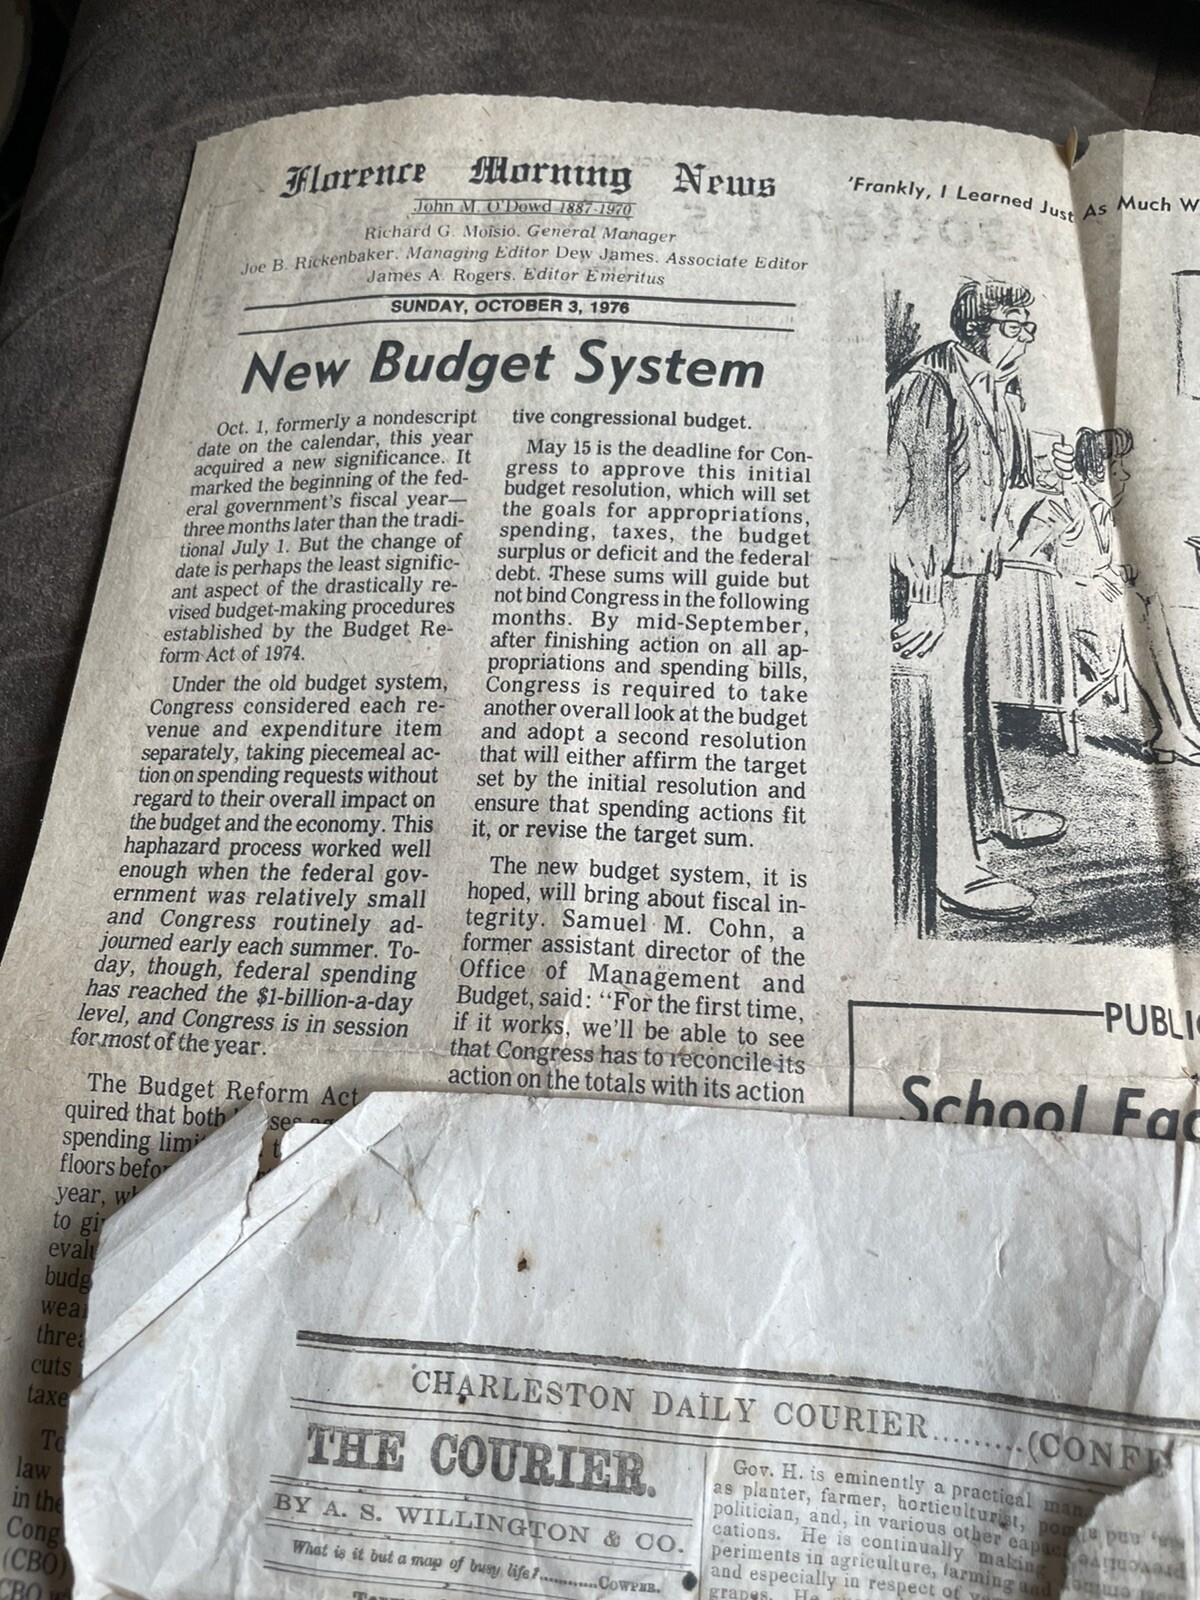 Florence Morning News
John M. O'Dowd 1887-1970
Richard G. Moisio, General Manager
Joe B. Rickenbaker, Managing Editor Dew James, Associate Editor
James A. Rogers, Editor Emeritus
SUNDAY, OCTOBER 3, 1976
New Budget System
Oct. 1, formerly a nondescript
date on the calendar, this year
acquired a new significance. It
marked the beginning of the fed-
eral government's fiscal year—
three months later than the tradi-
tional July 1. But the change of
date is perhaps the least signific-
ant aspect of the drastically re-
vised budget-making procedures
established by the Budget Re-
form Act of 1974.
Under the old budget system,
Congress considered each re-
venue and expenditure item
separately, taking piecemeal ac-
tion on spending requests without
regard to their overall impact on
the budget and the economy. This
haphazard process worked well
enough when the federal gov-
ernment was relatively small
and Congress routinely ad-
journed early each summer. To-
day, though, federal spending
has reached the $1-billion-a-day
level, and Congress is in session
for most of the year.
The Budget Reform Act
quired that both
spending
floors
year,
to
budg
threa
cuts
taxe
law
in the
Cong
(CBO)
CBO
tive congressional budget.
May 15 is the deadline for Con-
gress to approve this initial
budget resolution, which will set
the goals for appropriations,
spending, taxes, the budget
surplus or deficit and the federal
debt. These sums will guide but
not bind Congress in the following
months. By mid-September,
after finishing action on all ap-
propriations and spending bills,
Congress is required to take
another overall look at the budget
and adopt a second resolution
that will either affirm the target
set by the initial resolution and
ensure that spending actions fit
it, or revise the target sum.
The new budget system, it is
hoped, will bring about fiscal in-
tegrity. Samuel M. Cohn, a
former assistant director of the
Office of Management and
Budget, said: "For the first time,
if it works, we'll be able to see
that Congress has to reconcile its
action on the totals with its action
'Frankly, I Learned Just As Much W
PUBLIC
School Fac
CHARLESTON DAILY COURIER.........(CONFE
THE COURIER.
BY A. S. WILLINGTON & CO.
What is it but a map of busy life?............COWPER.
Gov. H. is eminently a practical man,
as planter, farmer, horticulturist,
politician, and, in various other capac
cations. He is continually making
periments in agriculture, farming and
and especially in respect of
grapes. He